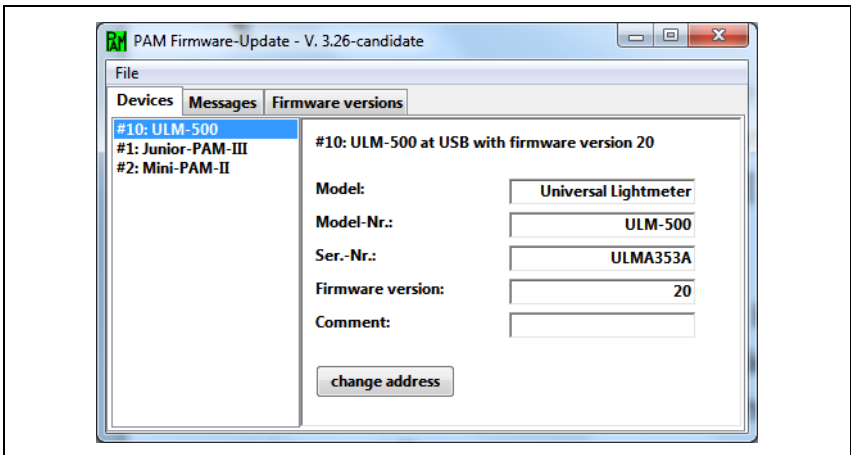 PAM PAM Firmware-Update - V. 3.26-candidate
File
Devices Messages Firmware versions
#10: ULM-500
#1: Junior-PAM-III
#2: Mini-PAM-II
#10: ULM-500 at USB with firmware version 20
Model: Universal Lightmeter
Model-Nr.: ULM-500
Ser.-Nr.: ULMA353A
Firmware version: 20
Comment:
change address